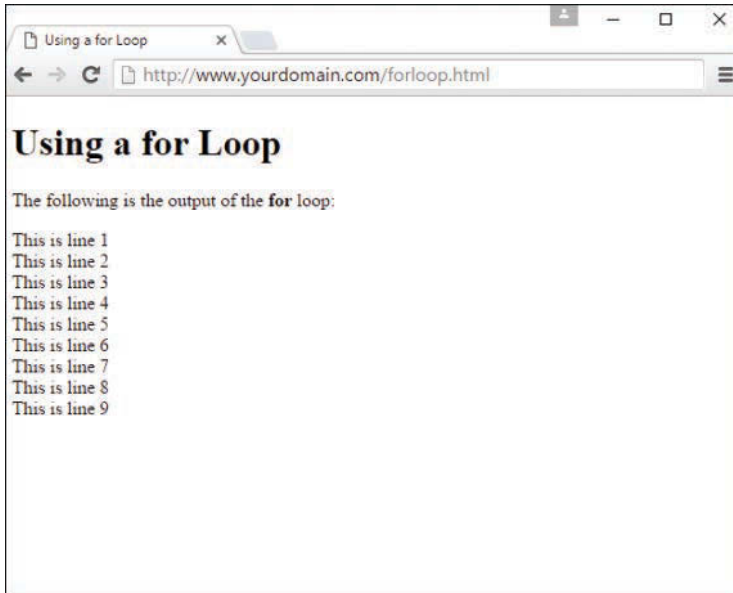 Using a for Loop
http://www.yourdomain.com/forloop.html
Using a for Loop
The following is the output of the for loop:
This is line 1
This is line 2
This is line 3
This is line 4
This is line 5
This is line 6
This is line 7
This is line 8
This is line 9